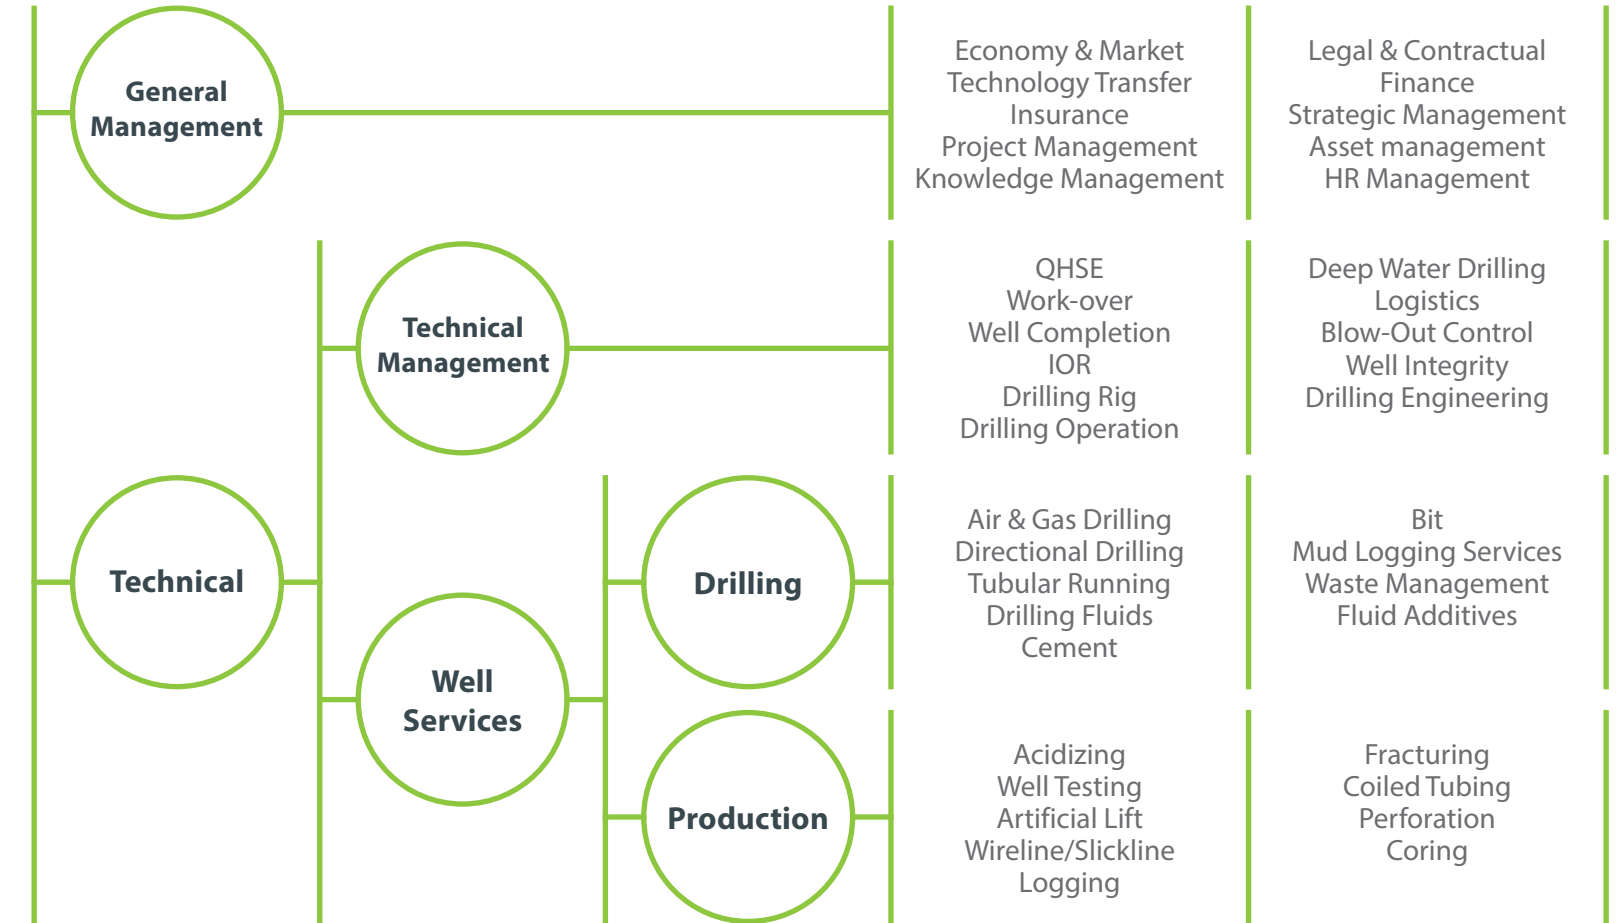 General
Management
Economy & Market
Technology Transfer
Insurance
Project Management
Knowledge Management
Legal & Contractual
Finance
Strategic Management
Asset management
HR Management
Technical
Management
QHSE
Work-over
Well Completion
IOR
Drilling Rig
Drilling Operation
Deep Water Drilling
Logistics
Blow-Out Control
Well Integrity
Drilling Engineering
Technical
Well
Services
Drilling
Air & Gas Drilling
Directional Drilling
Tubular Running
Drilling Fluids
Cement
Bit
Mud Logging Services
Waste Management
Fluid Additives
Production
Acidizing
Well Testing
Artificial Lift
Wireline/Slickline
Logging
Fracturing
Coiled Tubing
Perforation
Coring